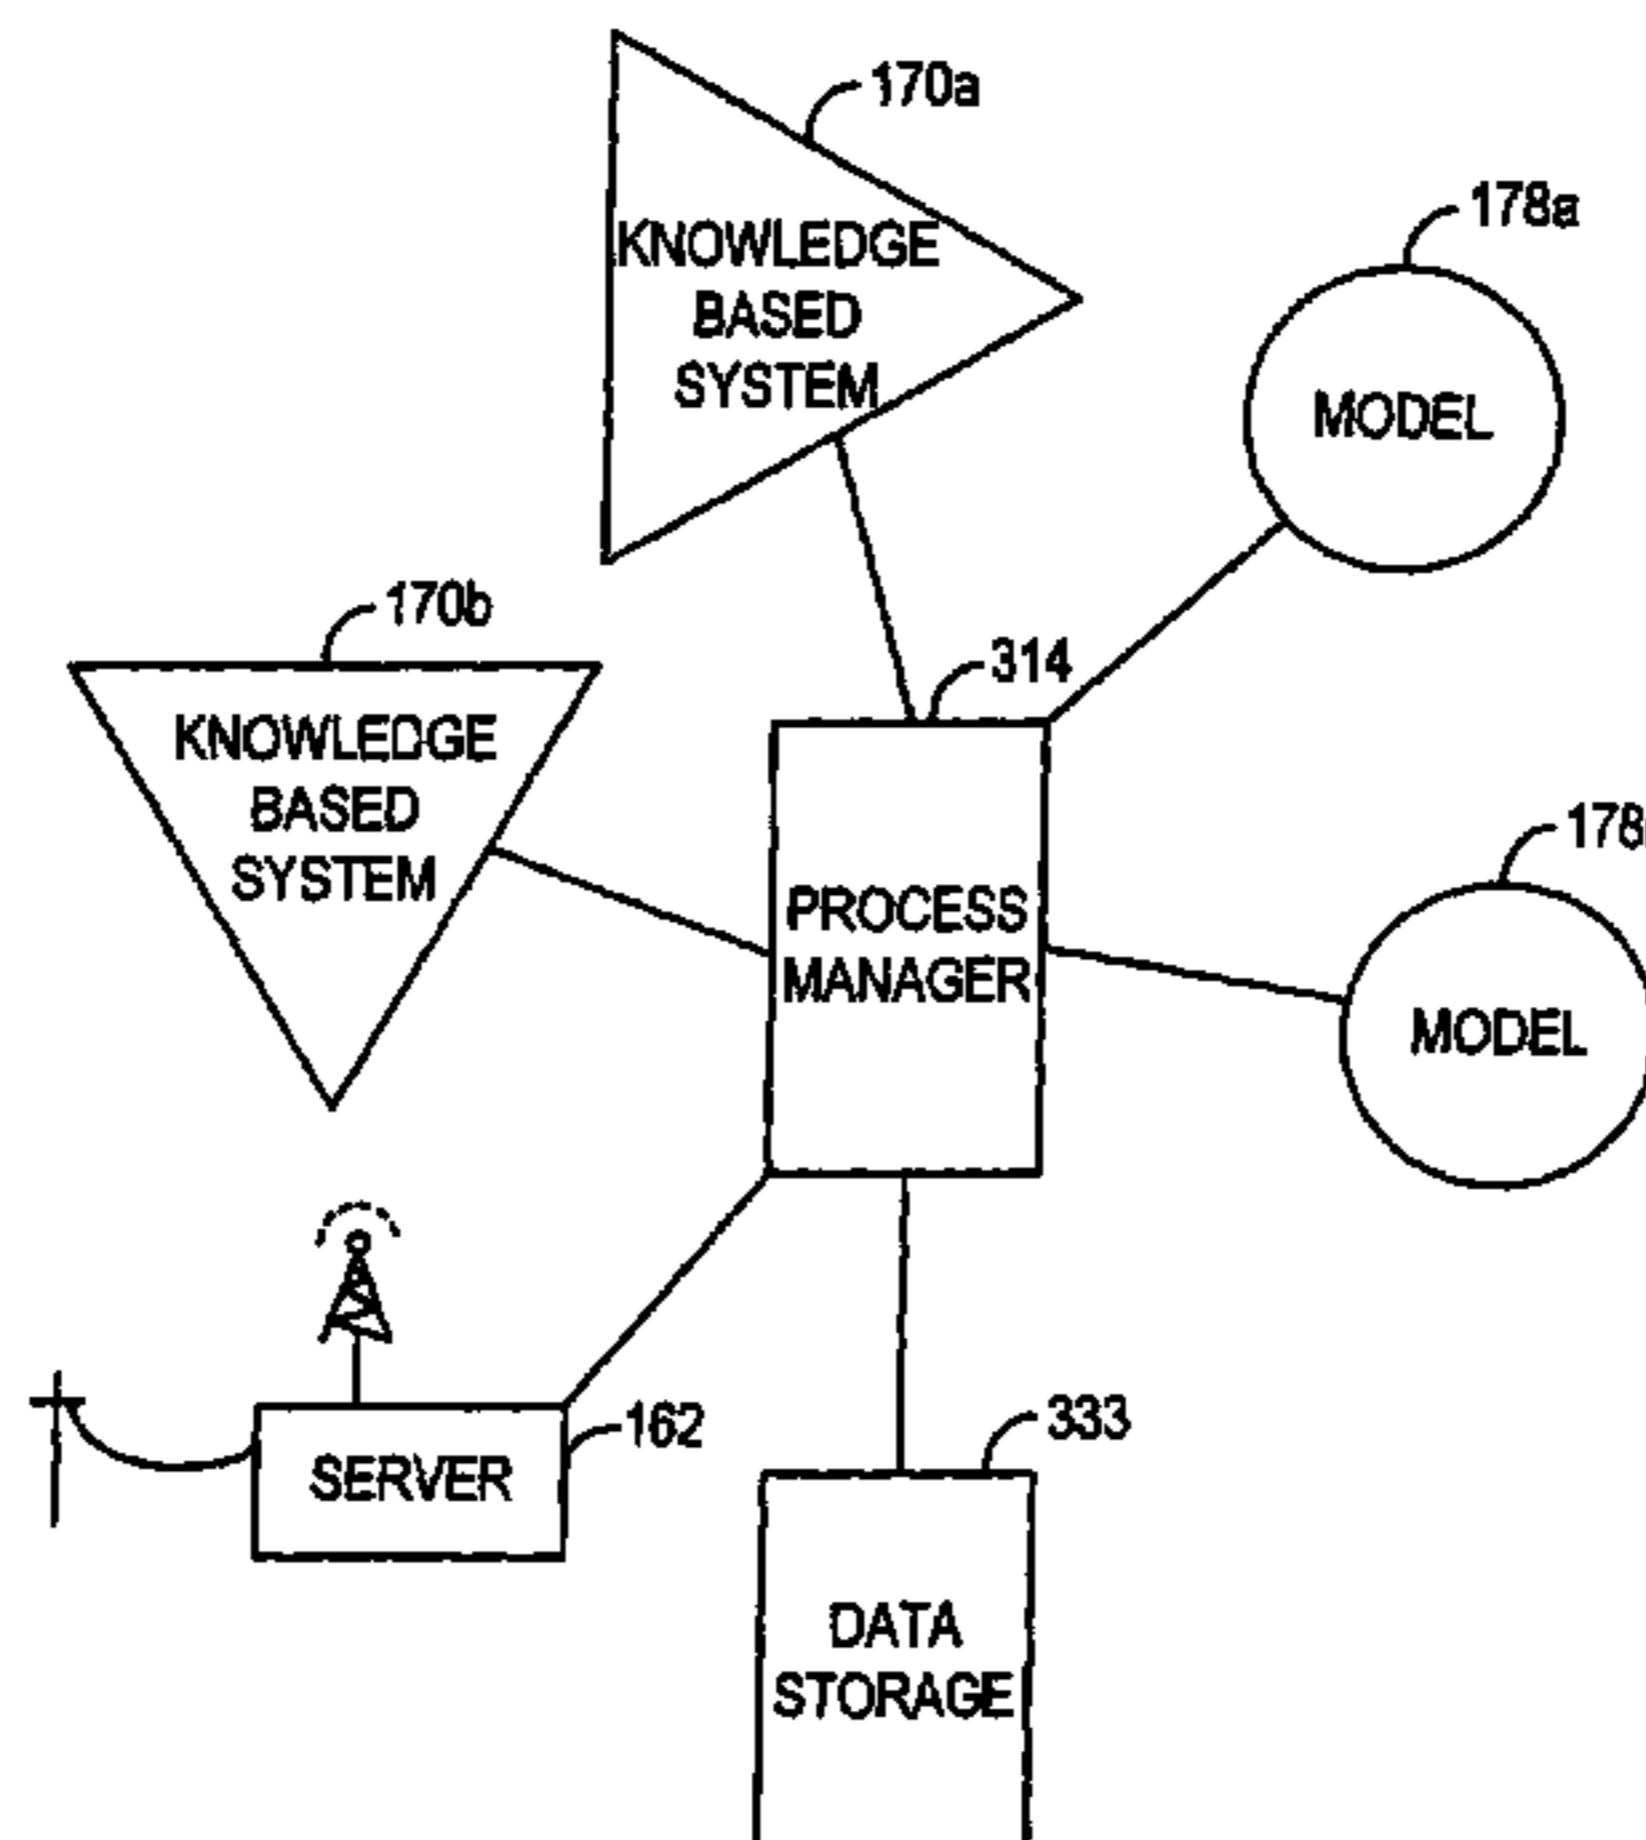 170a
KNOWLEDGE
BASED
SYSTEM
178a
MODEL
170b
KNOWLEDGE
BASED
SYSTEM
314
PROCESS
MANAGER
MODEL
162
SERVER
333
DATA
STORAGE